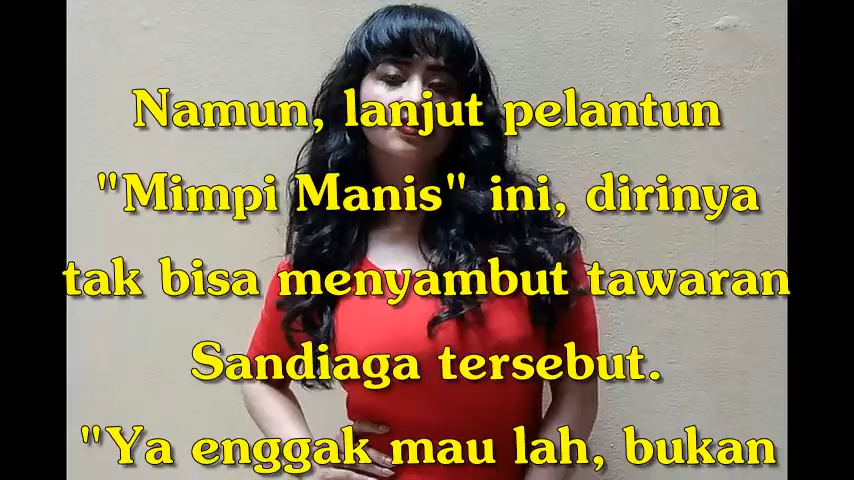 Namun, lanjut pelantun
"Mimpi Manis" ini, dirinya
tak bisa menyambut tawaran
Sandiaga tersebut.
"Ya enggak mau lah, bukan